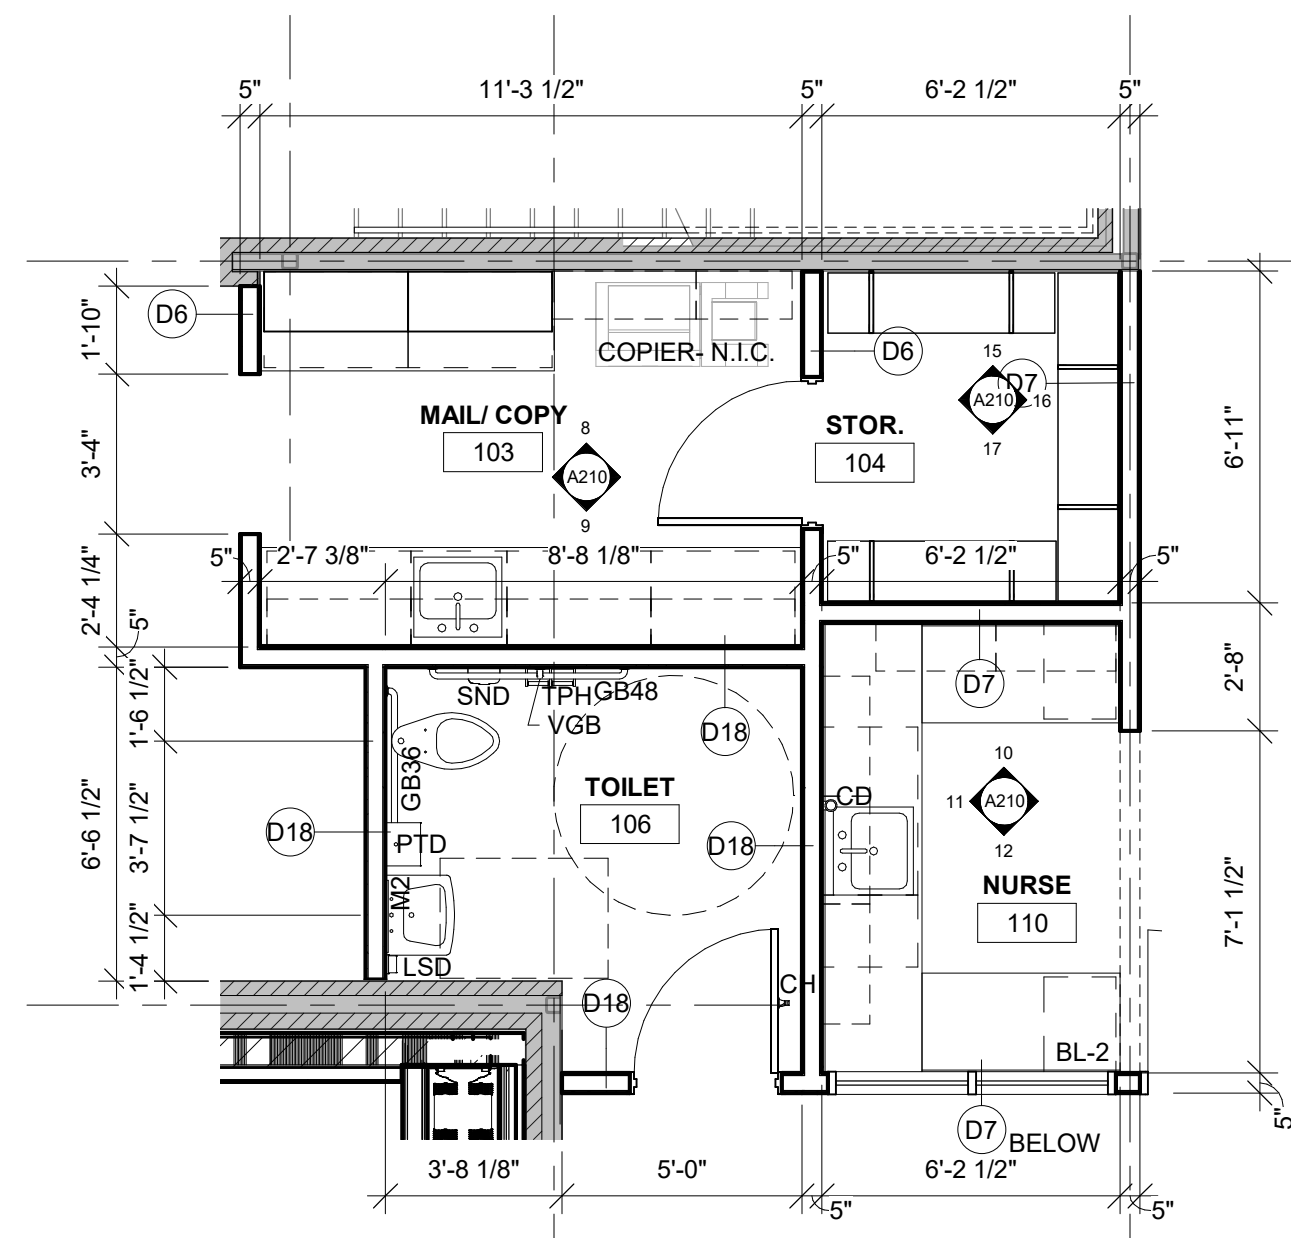 5" 11'-3 1/2" 5" 6'-2 1/2" 5"
D6
1'-10"
COPIER- N.I.C.
D6
15
D7
A210
16
17
MAIL/ COPY
103
8
A210
9
STOR.
104
3'-4"
6'-11"
5" 2'-7 3/8" 8'-8 1/8" 5" 6'-2 1/2" 5"
2'-4 1/4"
5"
SND TPH GB48
VGB
D18
D7
2'-8"
1'-6 1/2"
GB36
TOILET
106
10
11 A210
12
CD
D18
PTD
D18
6'-6 1/2"
3'-7 1/2"
M2
NURSE
110
7'-1 1/2"
LSD
1'-4 1/2"
CH
D18
BL-2
D7
BELOW
5"
3'-8 1/8" 5'-0" 6'-2 1/2"
5" 5"